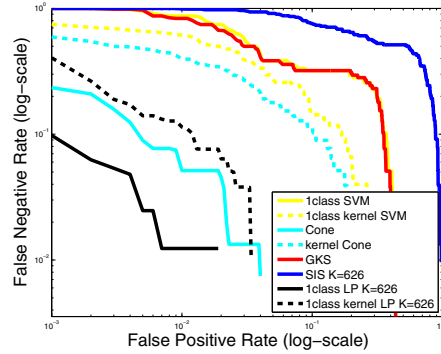 False Negative Rate (log−scale)
10^0
10^−1
10^−2
10^−3
10^−2
10^−1
False Positive Rate (log−scale)
1class SVM
1class kernel SVM
Cone
kernel Cone
GKS
SIS K=626
1class LP K=626
1class kernel LP K=626